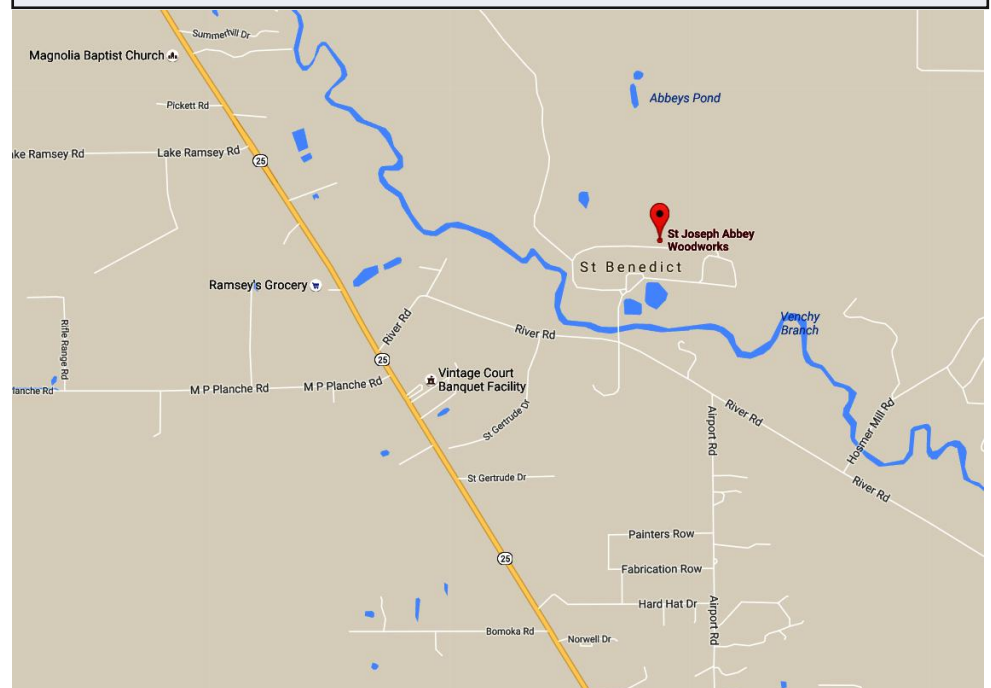 Summerhill Dr
Magnolia Baptist Church
Abbeys Pond
Pickett Rd
ke Ramsey Rd
Lake Ramsey Rd
25
St Joseph Abbey
Woodworks
St Benedict
Ramsey's Grocery
Venchy
Branch
River Rd
River Rd
Rifle Range Rd
25
Vintage Court
Banquet Facility
lanche Rd
M P Planche Rd
M P Planche Rd
St Gertrude Dr
River Rd
Airport Rd
Hosmer Mill Rd
St Gertrude Dr
River Rd
Painters Row
25
Fabrication Row
Hard Hat Dr
Airport Rd
Bomoka Rd
Norwell Dr